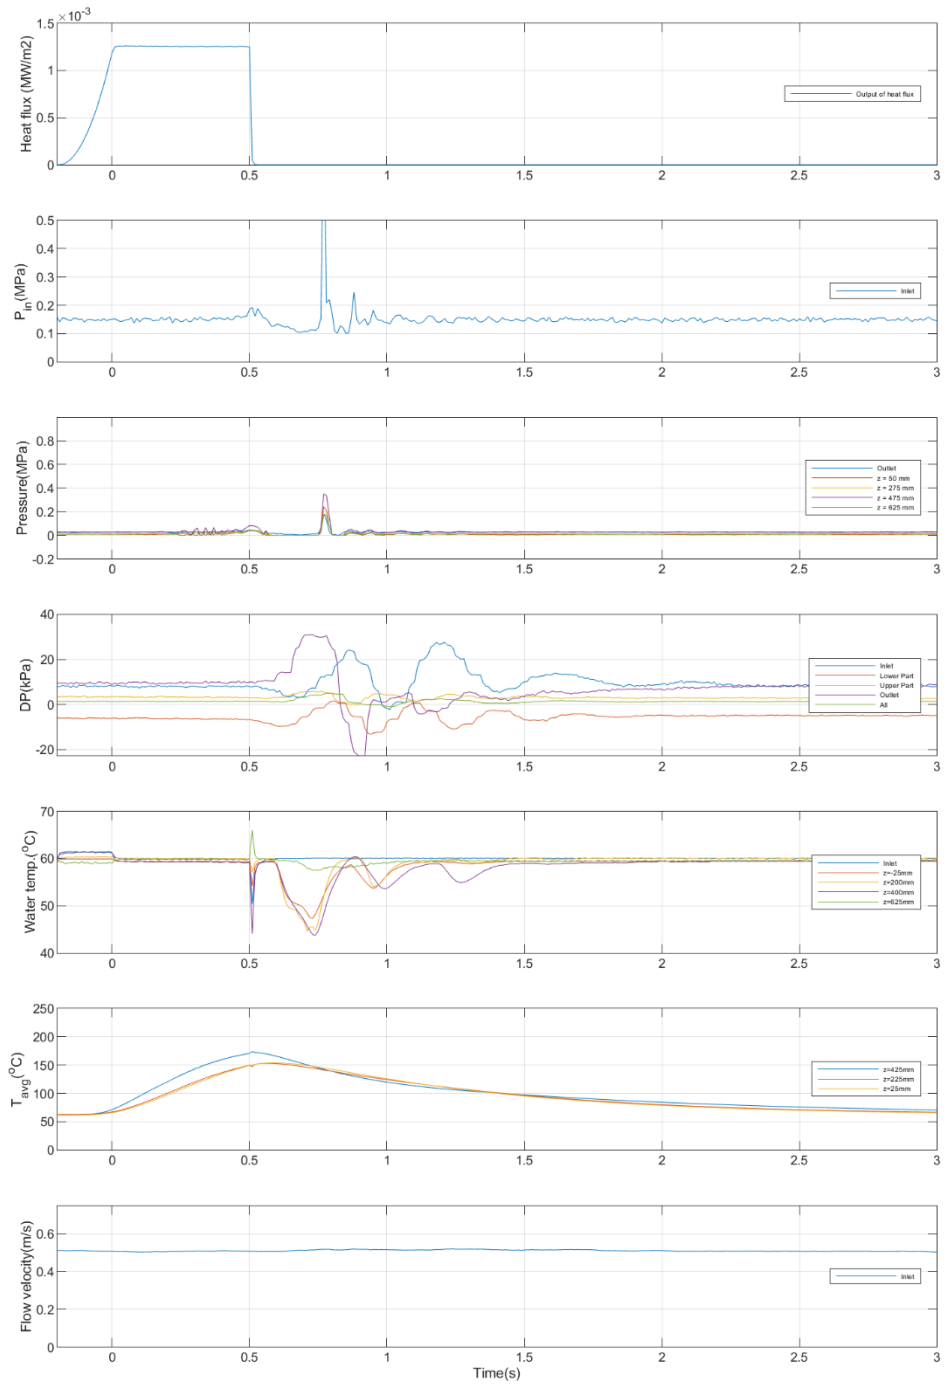 ×10⁻³
1.5
1
0.5
0
Heat flux (MW/m2)
Output of heat flux
0 0.5 1 1.5 2 2.5 3
0.5
0.4
0.3
0.2
0.1
0
P_in(MPa)
Inlet
0 0.5 1 1.5 2 2.5 3
0.8
0.6
0.4
0.2
0
-0.2
Pressure(MPa)
Outlet
z = 50 mm
z = 275 mm
z = 475 mm
z = 625 mm
0 0.5 1 1.5 2 2.5 3
40
20
0
-20
DP(kPa)
Inlet
Lower Part
Upper Part
Outlet
All
0 0.5 1 1.5 2 2.5 3
70
60
50
40
Water temp.(°C)
Inlet
z=-25mm
z=200mm
z=400mm
z=625mm
0 0.5 1 1.5 2 2.5 3
250
200
150
100
50
0
T_avg(°C)
z=425mm
z=225mm
z=25mm
0 0.5 1 1.5 2 2.5 3
0.6
0.4
0.2
0
Flow velocity(m/s)
Inlet
0 0.5 1 1.5 2 2.5 3
Time(s)